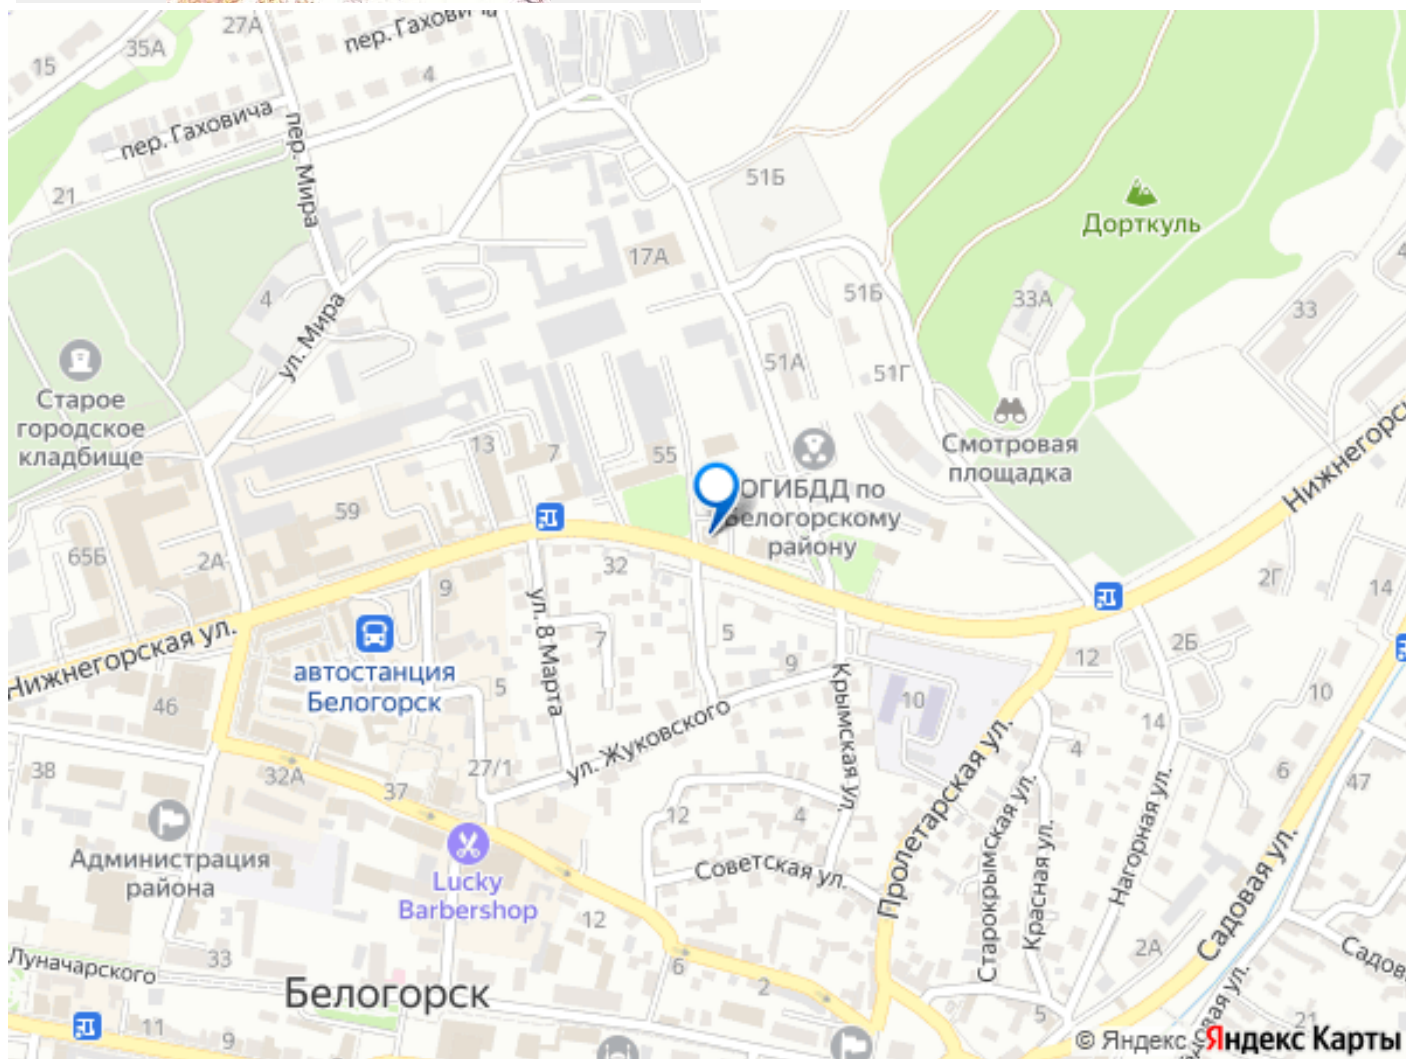 27А
пер. Гаховича
35А
15
4
пер. Гаховича
пер. Мира
51Б
21
Дорткуль
17А
4
51Б
33А
33
ул. Мира
51А
51Г
Старое
городское
кладбище
Смотровая
площадка
13
7
55
Нижнегорск
ОГИБДД по
Белогорскому
району
59
65Б
2А
32
2Г
9
14
ул. 8 Марта
Нижнегорская ул.
7
5
2Б
автостанция
Белогорск
9
12
5
Крымская ул.
10
10
46
14
ул. Жуковского
4
38
32А
37
27/1
6
47
12
4
Пролетарская ул.
Старокрымская ул.
Красная ул.
Нагорная ул.
Администрация
района
Lucky
Barbershop
Советская ул.
Садовая ул.
12
2А
Луначарского
33
6
2
Садов
Белогорск
довая ул.
5
21
11
9
© Яндекс Яндекс Карты